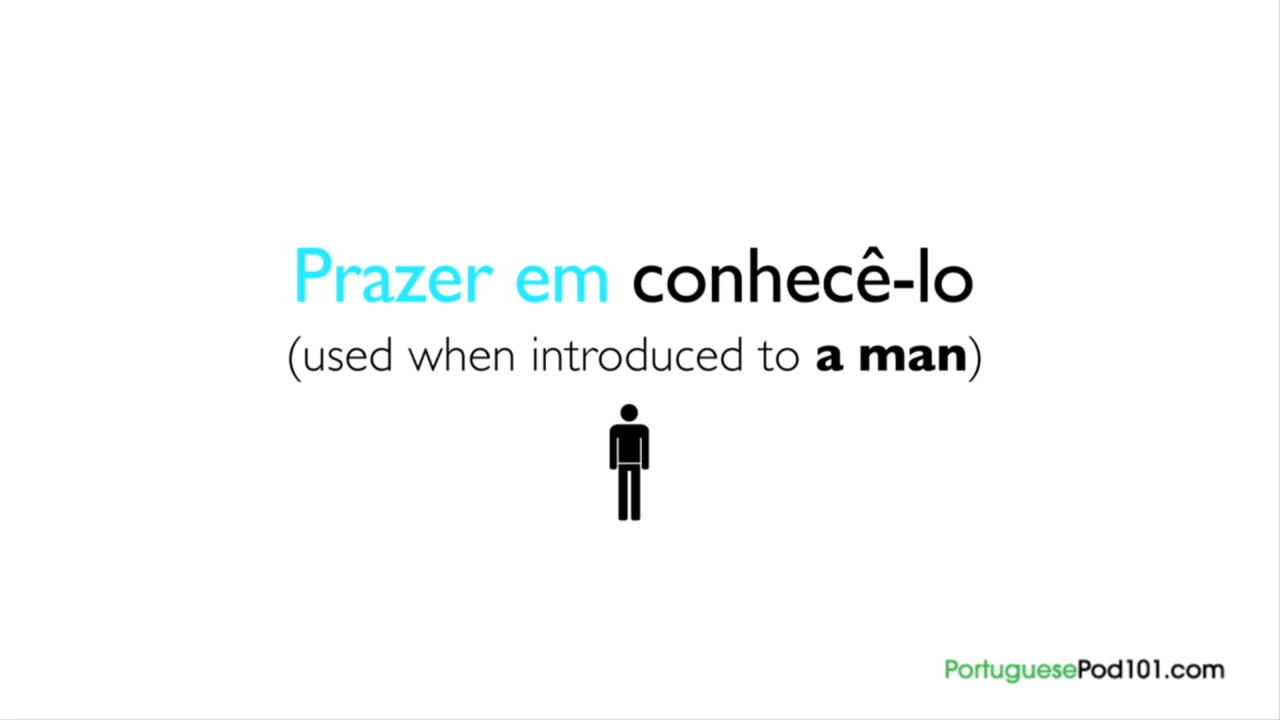 Prazer em conhecê-lo
(used when introduced to a man)
PortuguesePod101.com